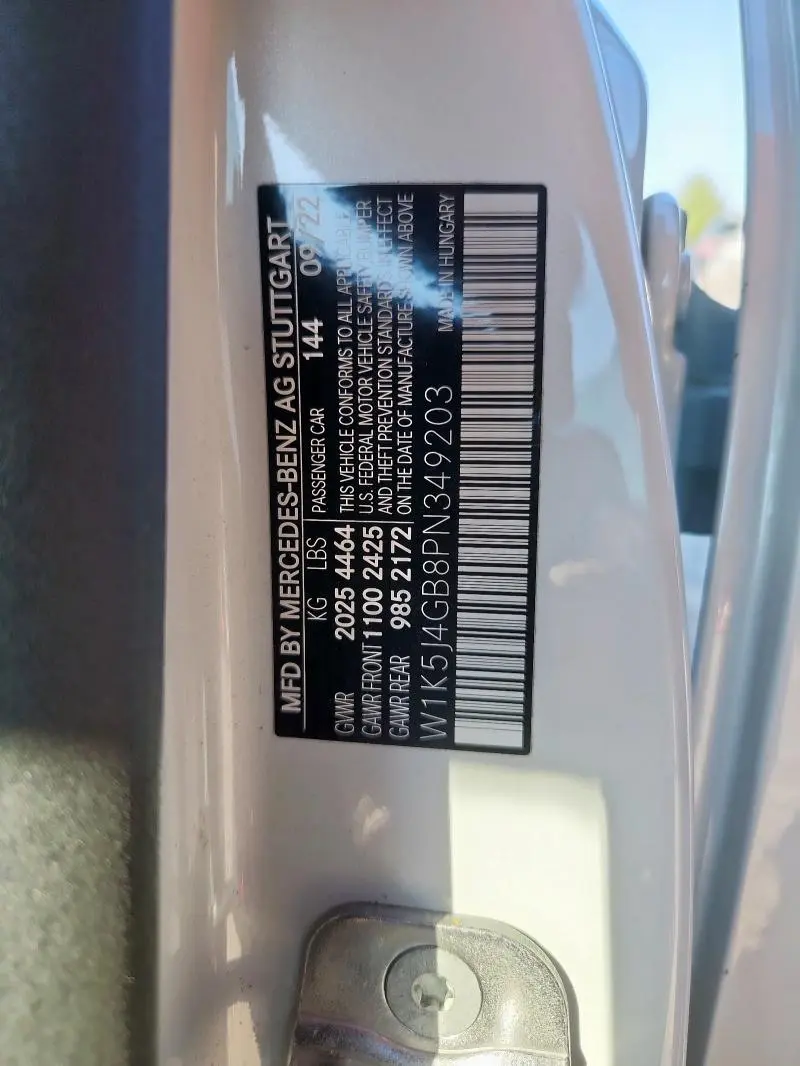 MFD BY MERCEDES-BENZ AG STUTTGART
KG LBS PASSENGER CAR 144 09/22
GVWR 2025 4464 THIS VEHICLE CONFORMS TO ALL APPLICABLE
GAWR FRONT 1100 2425 U.S. FEDERAL MOTOR VEHICLE SAFETY, BUMPER
GAWR REAR 985 2172 AND THEFT PREVENTION STANDARDS IN EFFECT
ON THE DATE OF MANUFACTURE SHOWN ABOVE
W1K5J4GB8PN349203 MADE IN HUNGARY